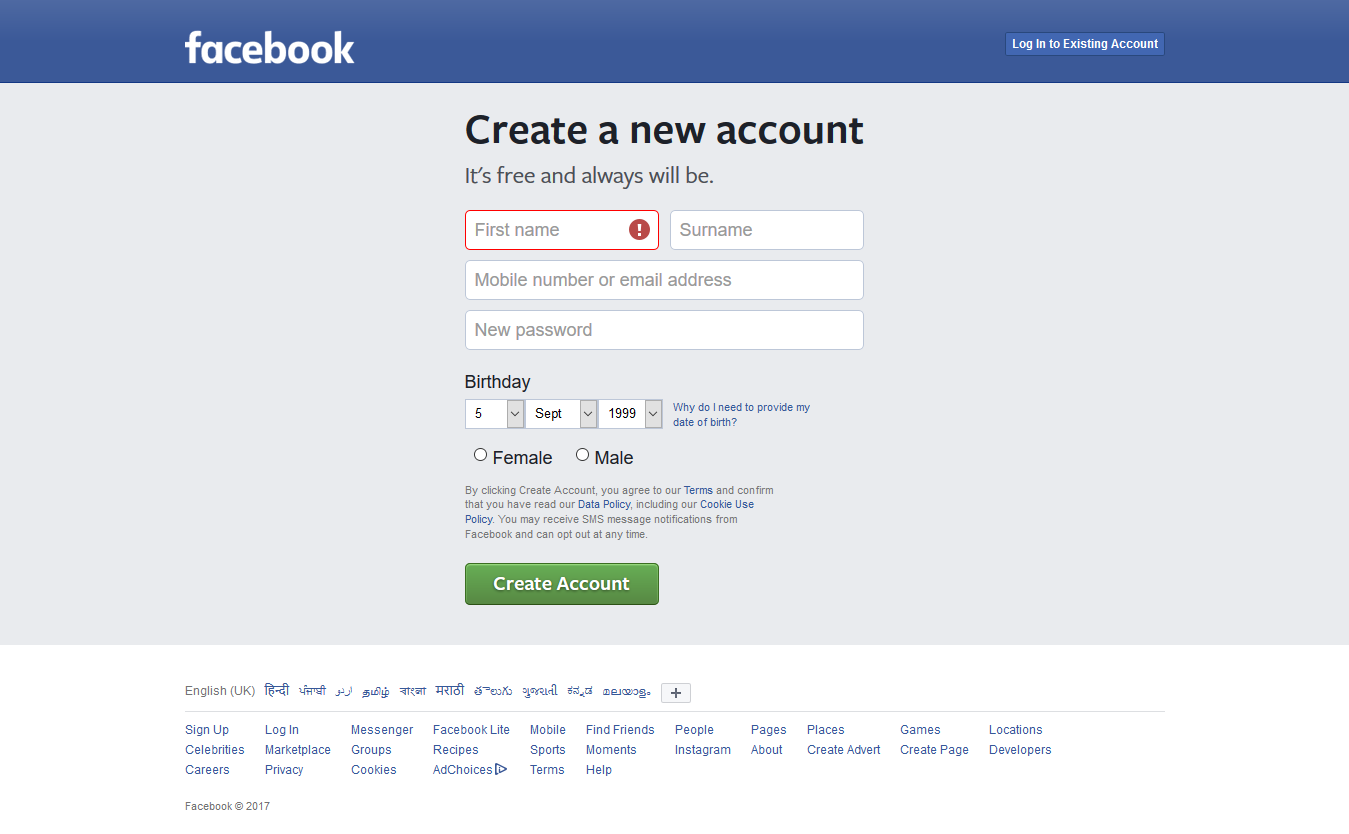 facebook
Log In to Existing Account
Create a new account
It's free and always will be.
First name
Surname
Mobile number or email address
New password
Birthday
5 Sept 1999
Why do I need to provide my
date of birth?
Female Male
By clicking Create Account, you agree to our Terms and confirm
that you have read our Data Policy, including our Cookie Use
Policy. You may receive SMS message notifications from
Facebook and can opt out at any time.
Create Account
English (UK) हिन्दी ਪੰਜਾਬੀ اردو தமிழ் বাংলা मराठी తెలుగు ગુજરાતી ಕನ್ನಡ മലയാളം +
Sign Up Log In Messenger Facebook Lite Mobile Find Friends People Pages Places Games Locations
Celebrities Marketplace Groups Recipes Sports Moments Instagram About Create Advert Create Page Developers
Careers Privacy Cookies AdChoices Terms Help
Facebook © 2017